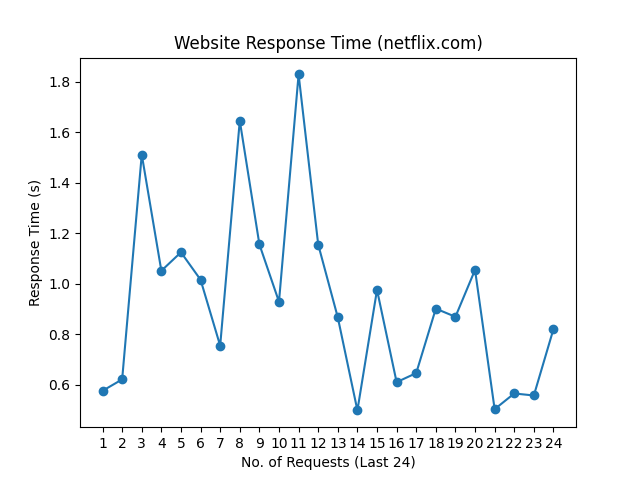 Website Response Time (netflix.com)
1.8
1.6
1.4
1.2
1.0
0.8
0.6
Response Time (s)
1 2 3 4 5 6 7 8 9 10 11 12 13 14 15 16 17 18 19 20 21 22 23 24
No. of Requests (Last 24)